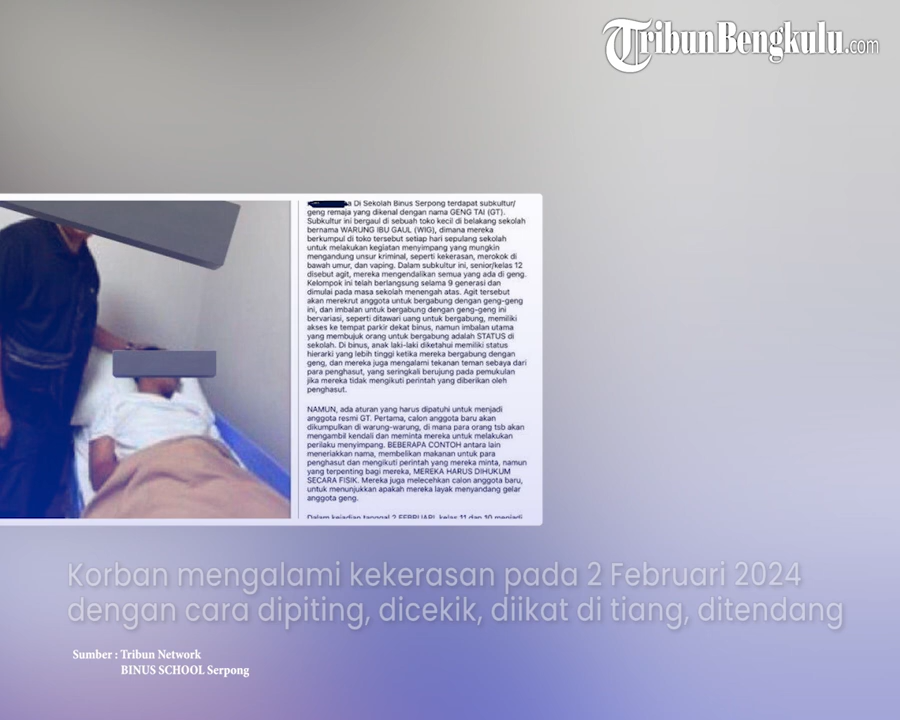 TribunBengkulu.com
a Di Sekolah Binus Serpong terdapat subkultur/
geng remaja yang dikenal dengan nama GENG TAI (GT).
Subkultur ini bergaul di sebuah toko kecil di belakang sekolah
bernama WARUNG IBU GAUL (WIG), dimana mereka
berkumpul di toko tersebut setiap hari sepulang sekolah
untuk melakukan kegiatan menyimpang yang mungkin
mengandung unsur kriminal, seperti kekerasan, merokok di
bawah umur, dan vaping. Dalam subkultur ini, senior/kelas 12
disebut agit, mereka mengendalikan semua yang ada di geng.
Kelompok ini telah berlangsung selama 9 generasi dan
dimulai pada masa sekolah menengah atas. Agit tersebut
akan merekrut anggota untuk bergabung dengan geng-geng
ini, dan imbalan untuk bergabung dengan geng-geng ini
bervariasi, seperti ditawari uang untuk bergabung, memiliki
akses ke tempat parkir dekat binus, namun imbalan utama
yang membujuk orang untuk bergabung adalah STATUS di
sekolah. Di binus, anak laki-laki diketahui memiliki status
hierarki yang lebih tinggi ketika mereka bergabung dengan
geng, dan mereka juga mengalami tekanan teman sebaya dari
para penghasut, yang seringkali berujung pada pemukulan
jika mereka tidak mengikuti perintah yang diberikan oleh
penghasut.
NAMUN, ada aturan yang harus dipatuhi untuk menjadi
anggota resmi GT. Pertama, calon anggota baru akan
dikumpulkan di warung-warung, di mana para orang tsb akan
mengambil kendali dan meminta mereka untuk melakukan
perilaku menyimpang. BEBERAPA CONTOH antara lain
meneriakkan nama, membelikan makanan untuk para
penghasut dan mengikuti perintah yang mereka minta, namun
yang terpenting bagi mereka, MEREKA HARUS DIHUKUM
SECARA FISIK. Mereka juga melecehkan calon anggota baru,
untuk menunjukkan apakah mereka layak menyandang gelar
anggota geng.
Dalam kejadian tanggal 2 FEBRUARI, kelas 11 dan 10 menjadi
Korban mengalami kekerasan pada 2 Februari 2024
dengan cara dipiting, dicekik, diikat di tiang, ditendang
Sumber : Tribun Network
BINUS SCHOOL Serpong